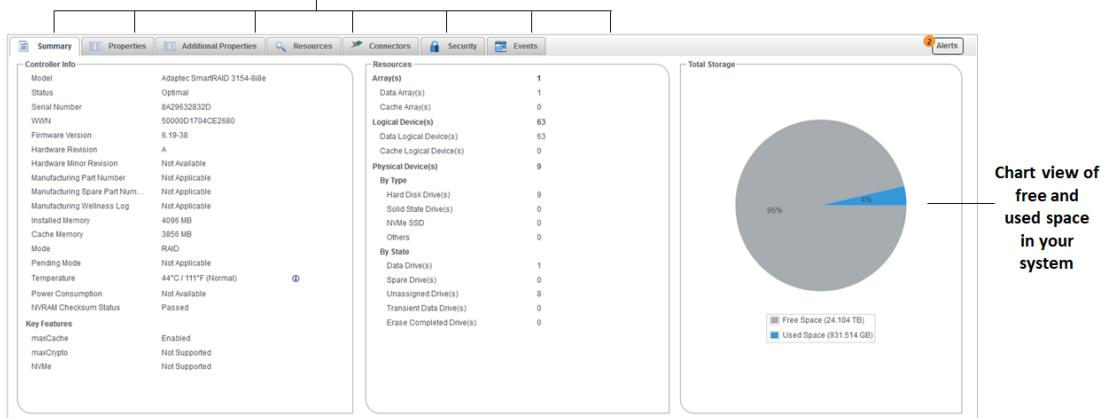 Summary
Properties
Additional Properties
Resources
Connectors
Security
Events
2
Alerts
Controller Info
Model Adaptec SmartRAID 3154-8i8e
Status Optimal
Serial Number 8A29632832D
WWN 50000D1704CE2680
Firmware Version 6.19-38
Hardware Revision A
Hardware Minor Revision Not Available
Manufacturing Part Number Not Applicable
Manufacturing Spare Part Num... Not Applicable
Manufacturing Wellness Log Not Applicable
Installed Memory 4096 MB
Cache Memory 3856 MB
Mode RAID
Pending Mode Not Applicable
Temperature 44°C / 111°F (Normal)
Power Consumption Not Available
NVRAM Checksum Status Passed
Key Features
maxCache Enabled
maxCrypto Not Supported
NVMe Not Supported
Resources
Array(s) 1
Data Array(s) 1
Cache Array(s) 0
Logical Device(s) 63
Data Logical Device(s) 63
Cache Logical Device(s) 0
Physical Device(s) 9
By Type
Hard Disk Drive(s) 9
Solid State Drive(s) 0
NVMe SSD 0
Others 0
By State
Data Drive(s) 1
Spare Drive(s) 0
Unassigned Drive(s) 8
Transient Data Drive(s) 0
Erase Completed Drive(s) 0
Total Storage
96%
4%
Free Space (24.104 TB)
Used Space (931.514 GB)
Chart view of
free and
used space
in your
system